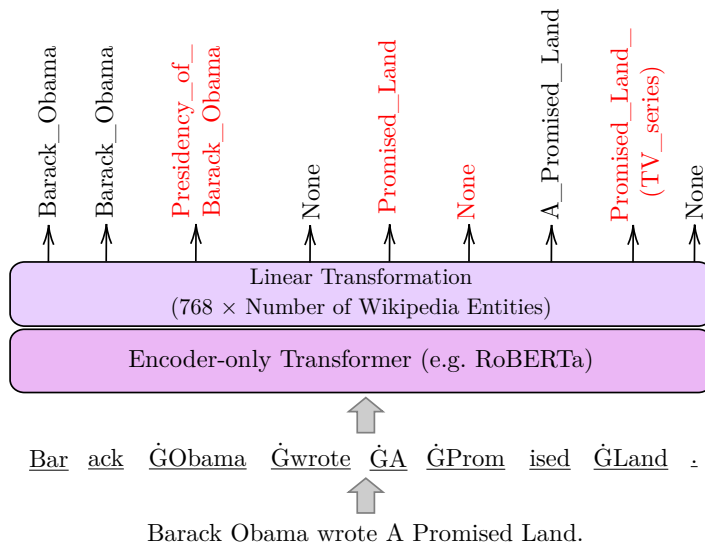 Barack_Obama
Barack_Obama
Presidency_of_
Barack_Obama
None
Promised_Land
None
A_Promised_Land
Promised_Land_
(TV_series)
None
Linear Transformation
(768 × Number of Wikipedia Entities)
Encoder-only Transformer (e.g. RoBERTa)
Bar ack ĠObama Ġwrote ĠA ĠProm ised ĠLand .
Barack Obama wrote A Promised Land.